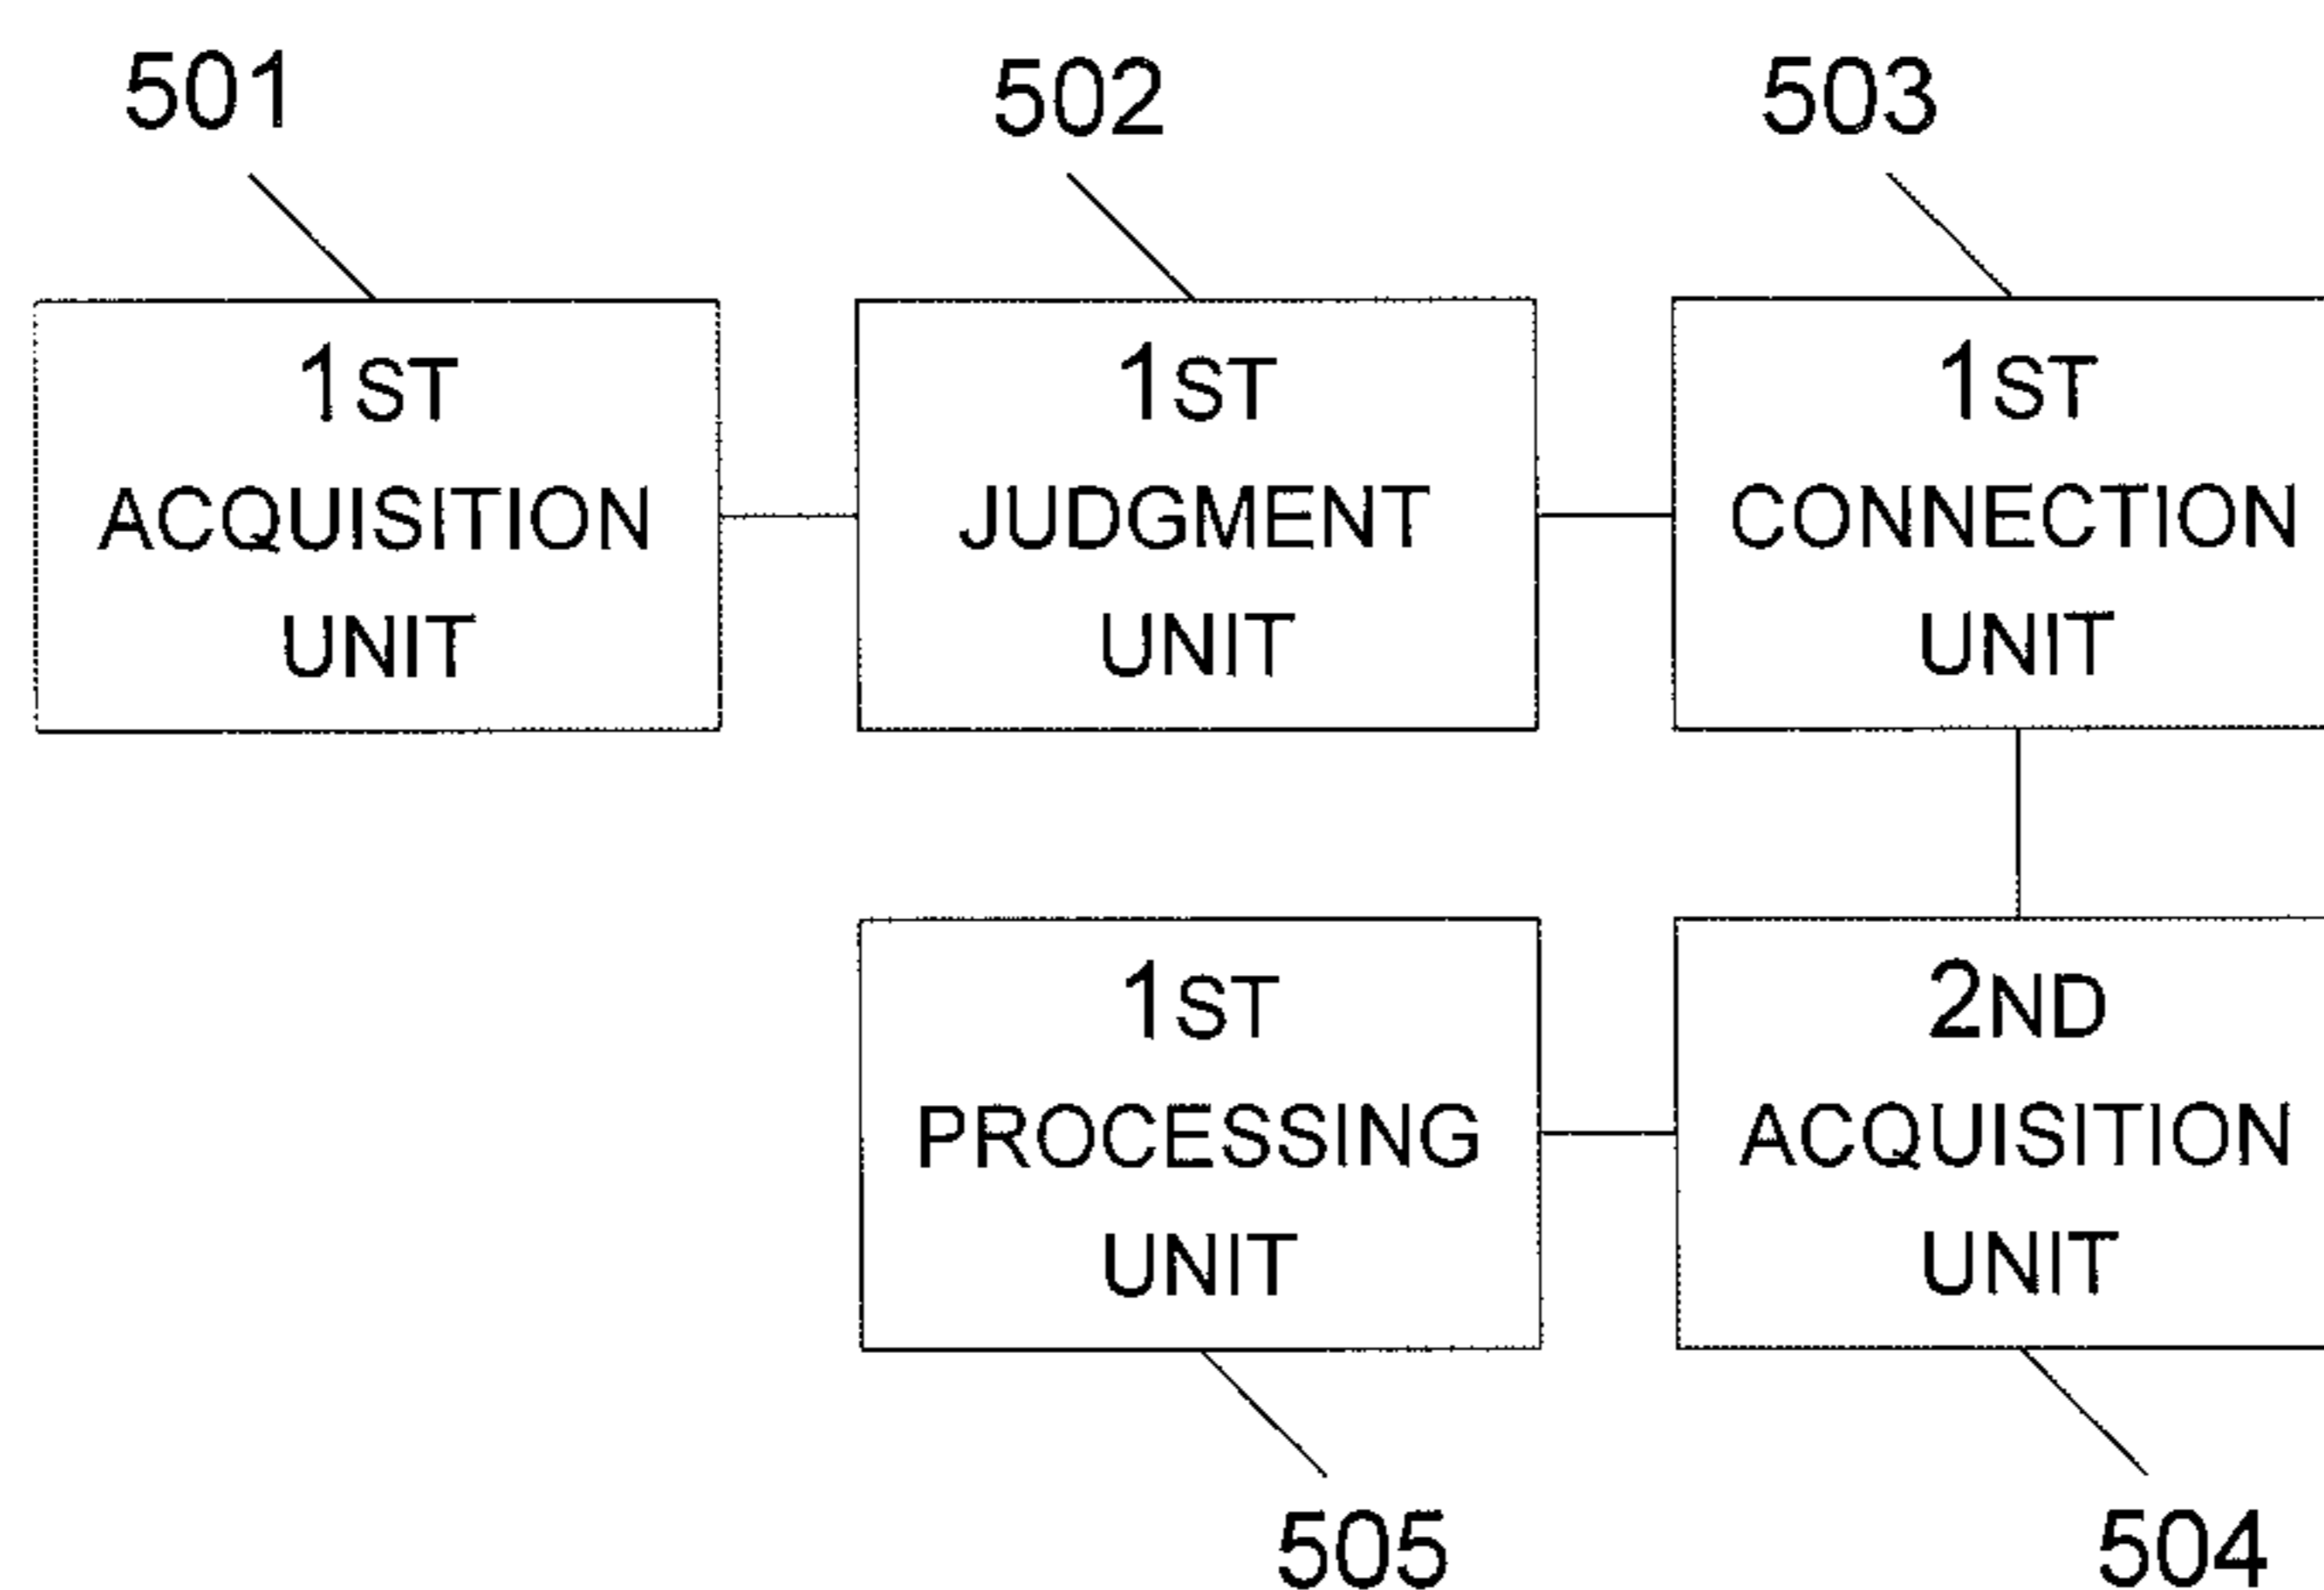 501
502
503
1ST
ACQUISITION
UNIT
1ST
JUDGMENT
UNIT
1ST
CONNECTION
UNIT
1ST
PROCESSING
UNIT
2ND
ACQUISITION
UNIT
505
504